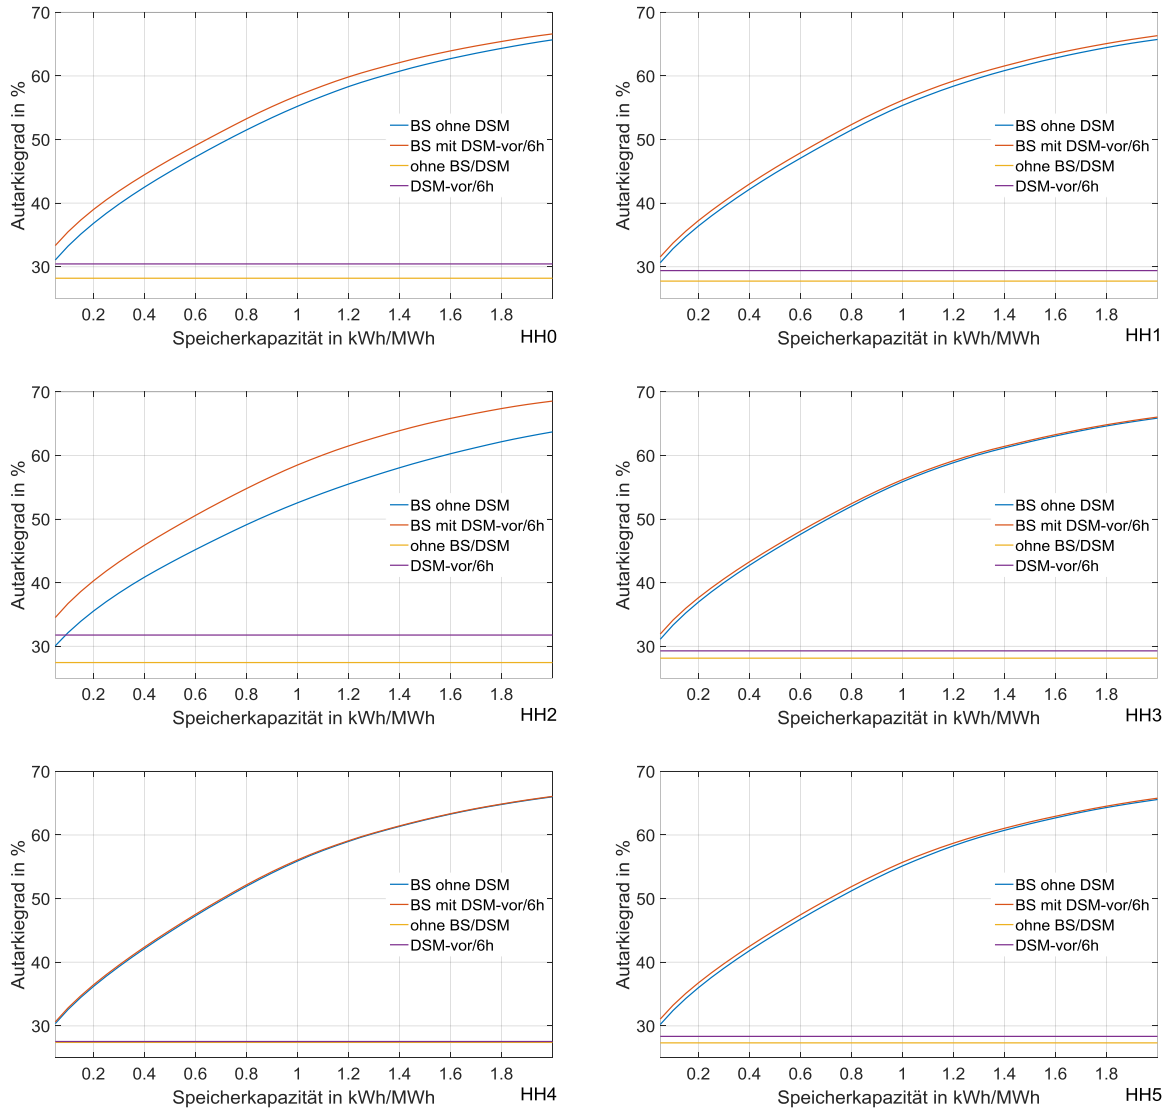 70
60
50
40
30
Autarkiegrad in %
BS ohne DSM
BS mit DSM-vor/6h
ohne BS/DSM
DSM-vor/6h
0.2 0.4 0.6 0.8 1 1.2 1.4 1.6 1.8
Speicherkapazität in kWh/MWh
HH0
70
60
50
40
30
Autarkiegrad in %
BS ohne DSM
BS mit DSM-vor/6h
ohne BS/DSM
DSM-vor/6h
0.2 0.4 0.6 0.8 1 1.2 1.4 1.6 1.8
Speicherkapazität in kWh/MWh
HH1
70
60
50
40
30
Autarkiegrad in %
BS ohne DSM
BS mit DSM-vor/6h
ohne BS/DSM
DSM-vor/6h
0.2 0.4 0.6 0.8 1 1.2 1.4 1.6 1.8
Speicherkapazität in kWh/MWh
HH2
70
60
50
40
30
Autarkiegrad in %
BS ohne DSM
BS mit DSM-vor/6h
ohne BS/DSM
DSM-vor/6h
0.2 0.4 0.6 0.8 1 1.2 1.4 1.6 1.8
Speicherkapazität in kWh/MWh
HH3
70
60
50
40
30
Autarkiegrad in %
BS ohne DSM
BS mit DSM-vor/6h
ohne BS/DSM
DSM-vor/6h
0.2 0.4 0.6 0.8 1 1.2 1.4 1.6 1.8
Speicherkapazität in kWh/MWh
HH4
70
60
50
40
30
Autarkiegrad in %
BS ohne DSM
BS mit DSM-vor/6h
ohne BS/DSM
DSM-vor/6h
0.2 0.4 0.6 0.8 1 1.2 1.4 1.6 1.8
Speicherkapazität in kWh/MWh
HH5